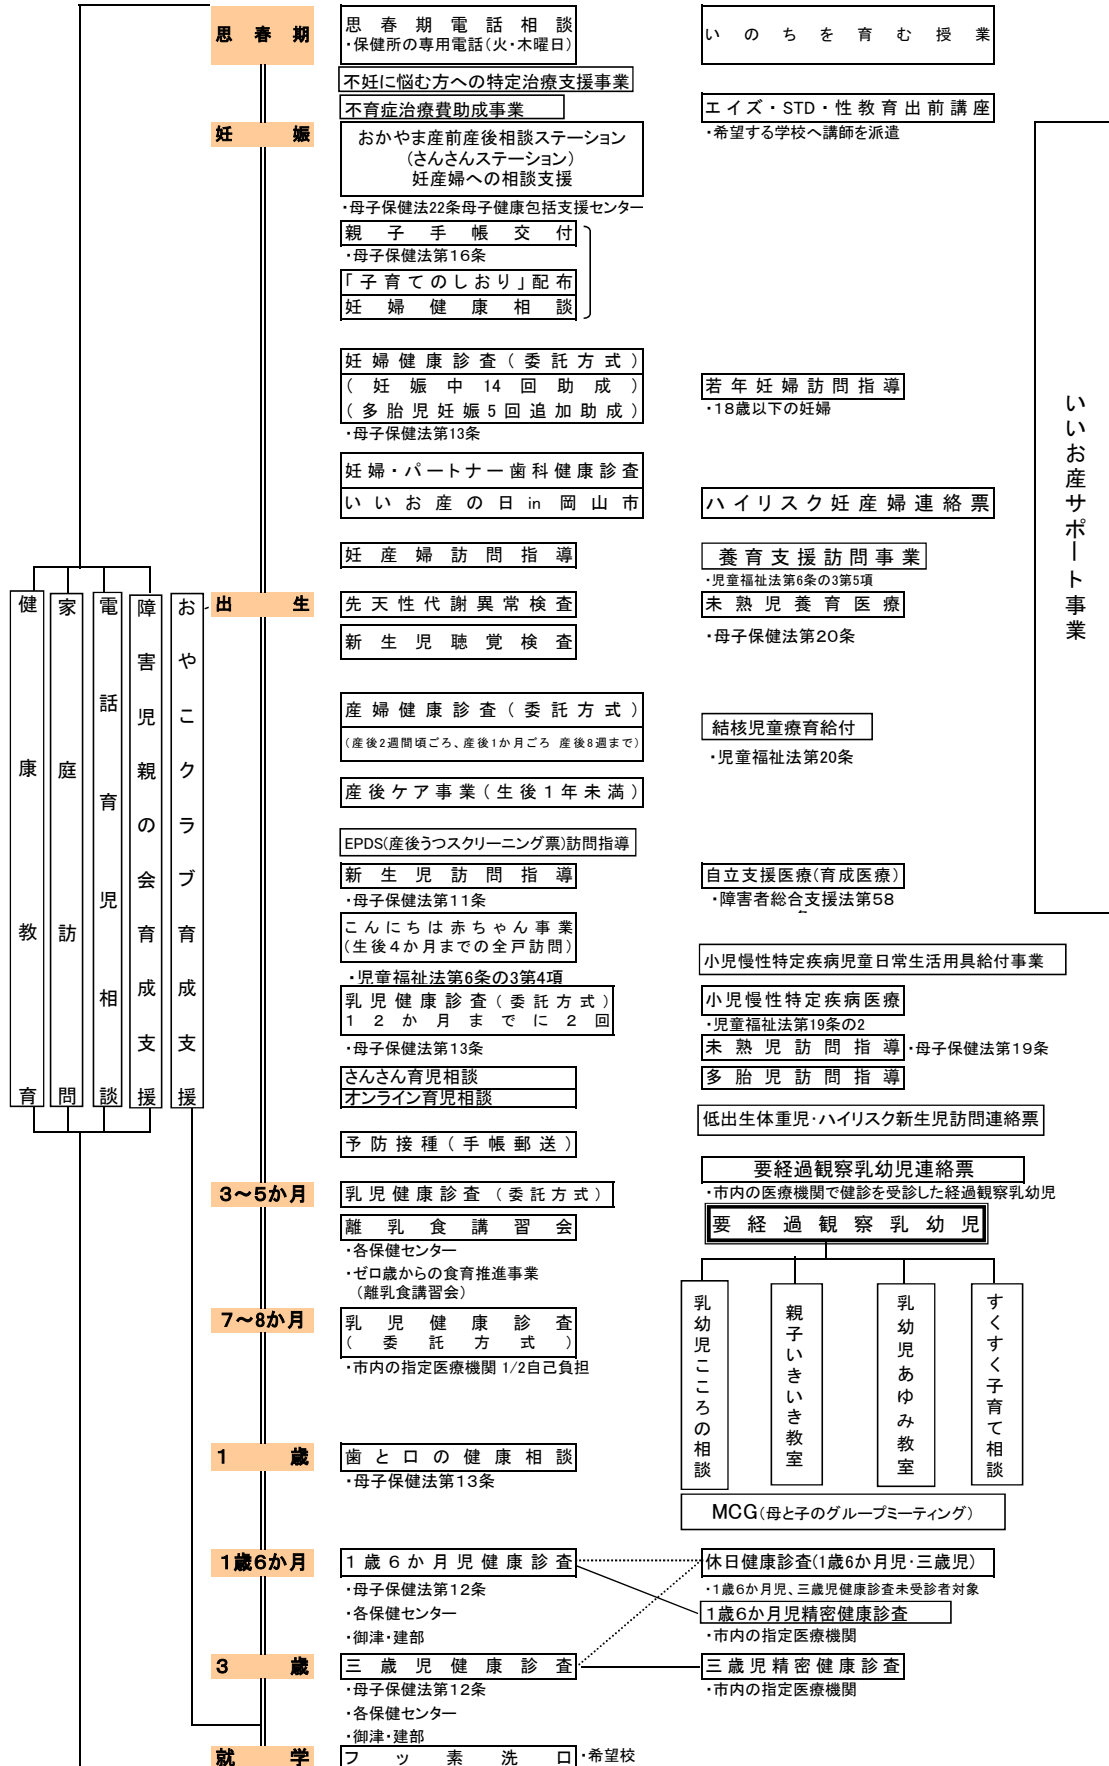 思春期
思春期電話相談
・保健所の専用電話(火・木曜日)
いのちを育む授業
不妊に悩む方への特定治療支援事業
不育症治療費助成事業
エイズ・STD・性教育出前講座
・希望する学校へ講師を派遣
妊娠
おかやま産前産後相談ステーション
(さんさんステーション)
妊産婦への相談支援
・母子保健法22条母子健康包括支援センター
親子手帳交付
・母子保健法第16条
「子育てのしおり」配布
妊婦健康相談
妊婦健康診査(委託方式)
(妊娠中14回助成)
(多胎児妊娠5回追加助成)
・母子保健法第13条
若年妊婦訪問指導
・18歳以下の妊婦
妊婦・パートナー歯科健康診査
いいお産の日in岡山市
ハイリスク妊産婦連絡票
いいお産サポート事業
妊産婦訪問指導
養育支援訪問事業
・児童福祉法第6条の3第5項
健康教育
家庭訪問
電話育児相談
障害児親の会育成支援
おやこクラブ育成支援
出生
先天性代謝異常検査
未熟児養育医療
・母子保健法第20条
新生児聴覚検査
産婦健康診査(委託方式)
(産後2週間頃ごろ、産後1か月ごろ 産後8週まで)
結核児童療育給付
・児童福祉法第20条
産後ケア事業(生後1年未満)
EPDS(産後うつスクリーニング票)訪問指導
新生児訪問指導
・母子保健法第11条
自立支援医療(育成医療)
・障害者総合支援法第58
こんにちは赤ちゃん事業
(生後4か月までの全戸訪問)
・児童福祉法第6条の3第4項
小児慢性特定疾病児童日常生活用具給付事業
乳児健康診査(委託方式)
12か月までに2回
・母子保健法第13条
小児慢性特定疾病医療
・児童福祉法第19条の2
未熟児訪問指導 ・母子保健法第19条
多胎児訪問指導
さんさん育児相談
オンライン育児相談
低出生体重児・ハイリスク新生児訪問連絡票
予防接種(手帳郵送)
要経過観察乳幼児連絡票
・市内の医療機関で健診を受診した経過観察乳幼児
3~5か月
乳児健康診査(委託方式)
要経過観察乳幼児
離乳食講習会
・各保健センター
・ゼロ歳からの食育推進事業
(離乳食講習会)
乳幼児こころの相談
親子いきいき教室
乳幼児あゆみ教室
すくすく子育て相談
7~8か月
乳児健康診査
(委託方式)
・市内の指定医療機関 1/2自己負担
1歳
歯と口の健康相談
・母子保健法第13条
MCG(母と子のグループミーティング)
1歳6か月
1歳6か月児健康診査
・母子保健法第12条
・各保健センター
・御津・建部
休日健康診査(1歳6か月児・三歳児)
・1歳6か月児、三歳児健康診査未受診者対象
1歳6か月児精密健康診査
・市内の指定医療機関
3歳
三歳児健康診査
・母子保健法第12条
・各保健センター
・御津・建部
三歳児精密健康診査
・市内の指定医療機関
就学
フッ素洗口 ・希望校